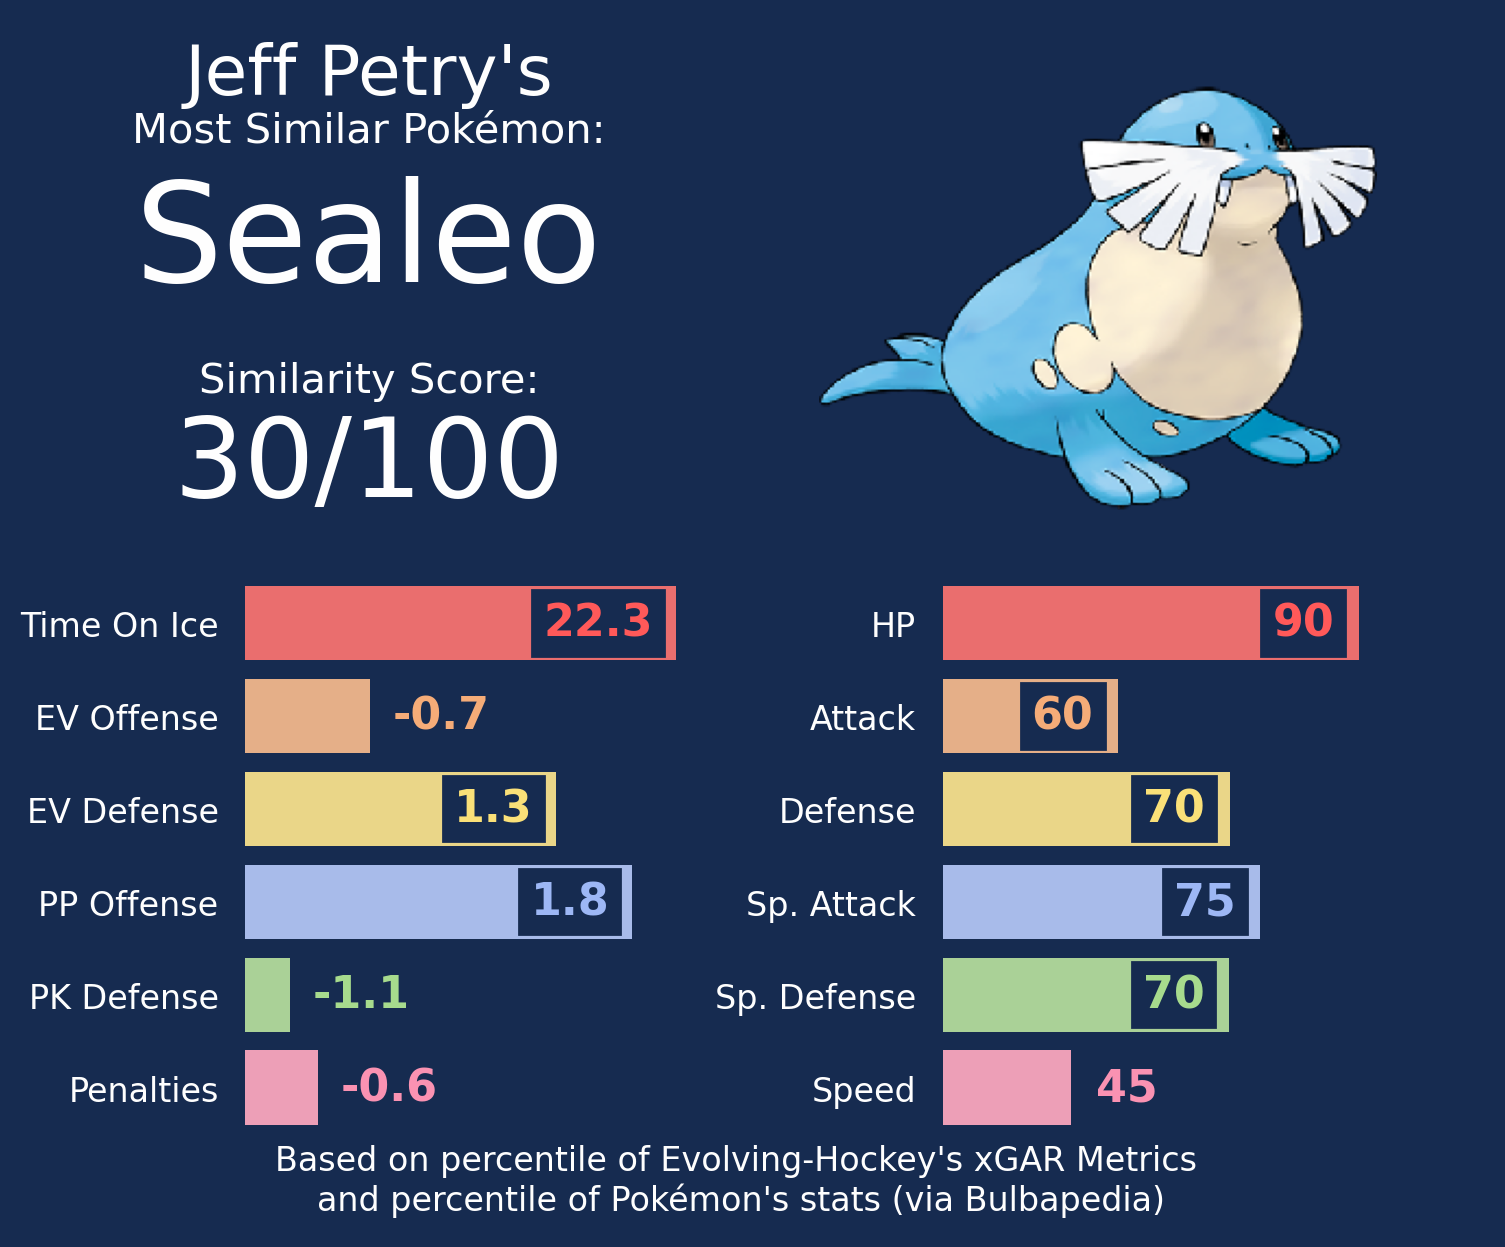 Jeff Petry's
Most Similar Pokémon:
Sealeo
Similarity Score:
30/100
Time On Ice 22.3
EV Offense -0.7
EV Defense 1.3
PP Offense 1.8
PK Defense -1.1
Penalties -0.6
HP 90
Attack 60
Defense 70
Sp. Attack 75
Sp. Defense 70
Speed 45
Based on percentile of Evolving-Hockey's xGAR Metrics
and percentile of Pokémon's stats (via Bulbapedia)